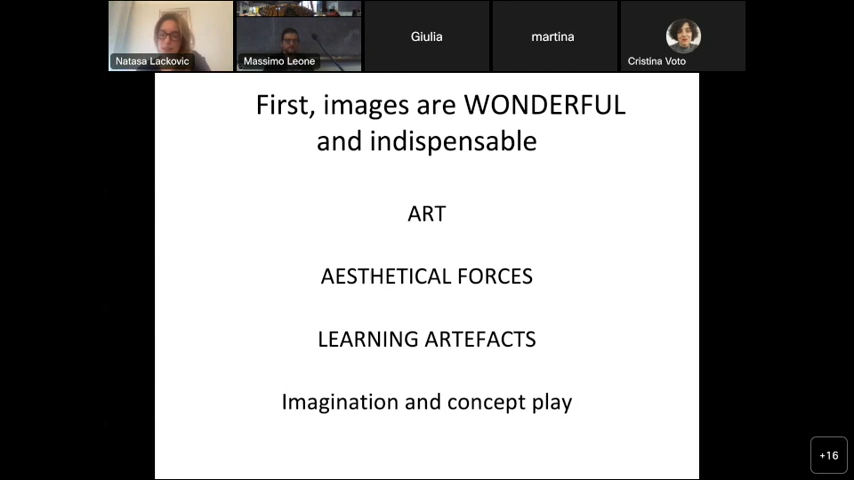 Natasa Lackovic
Massimo Leone
Giulia
martina
Cristina Voto
First, images are WONDERFUL
and indispensable
ART
AESTHETICAL FORCES
LEARNING ARTEFACTS
Imagination and concept play
+16